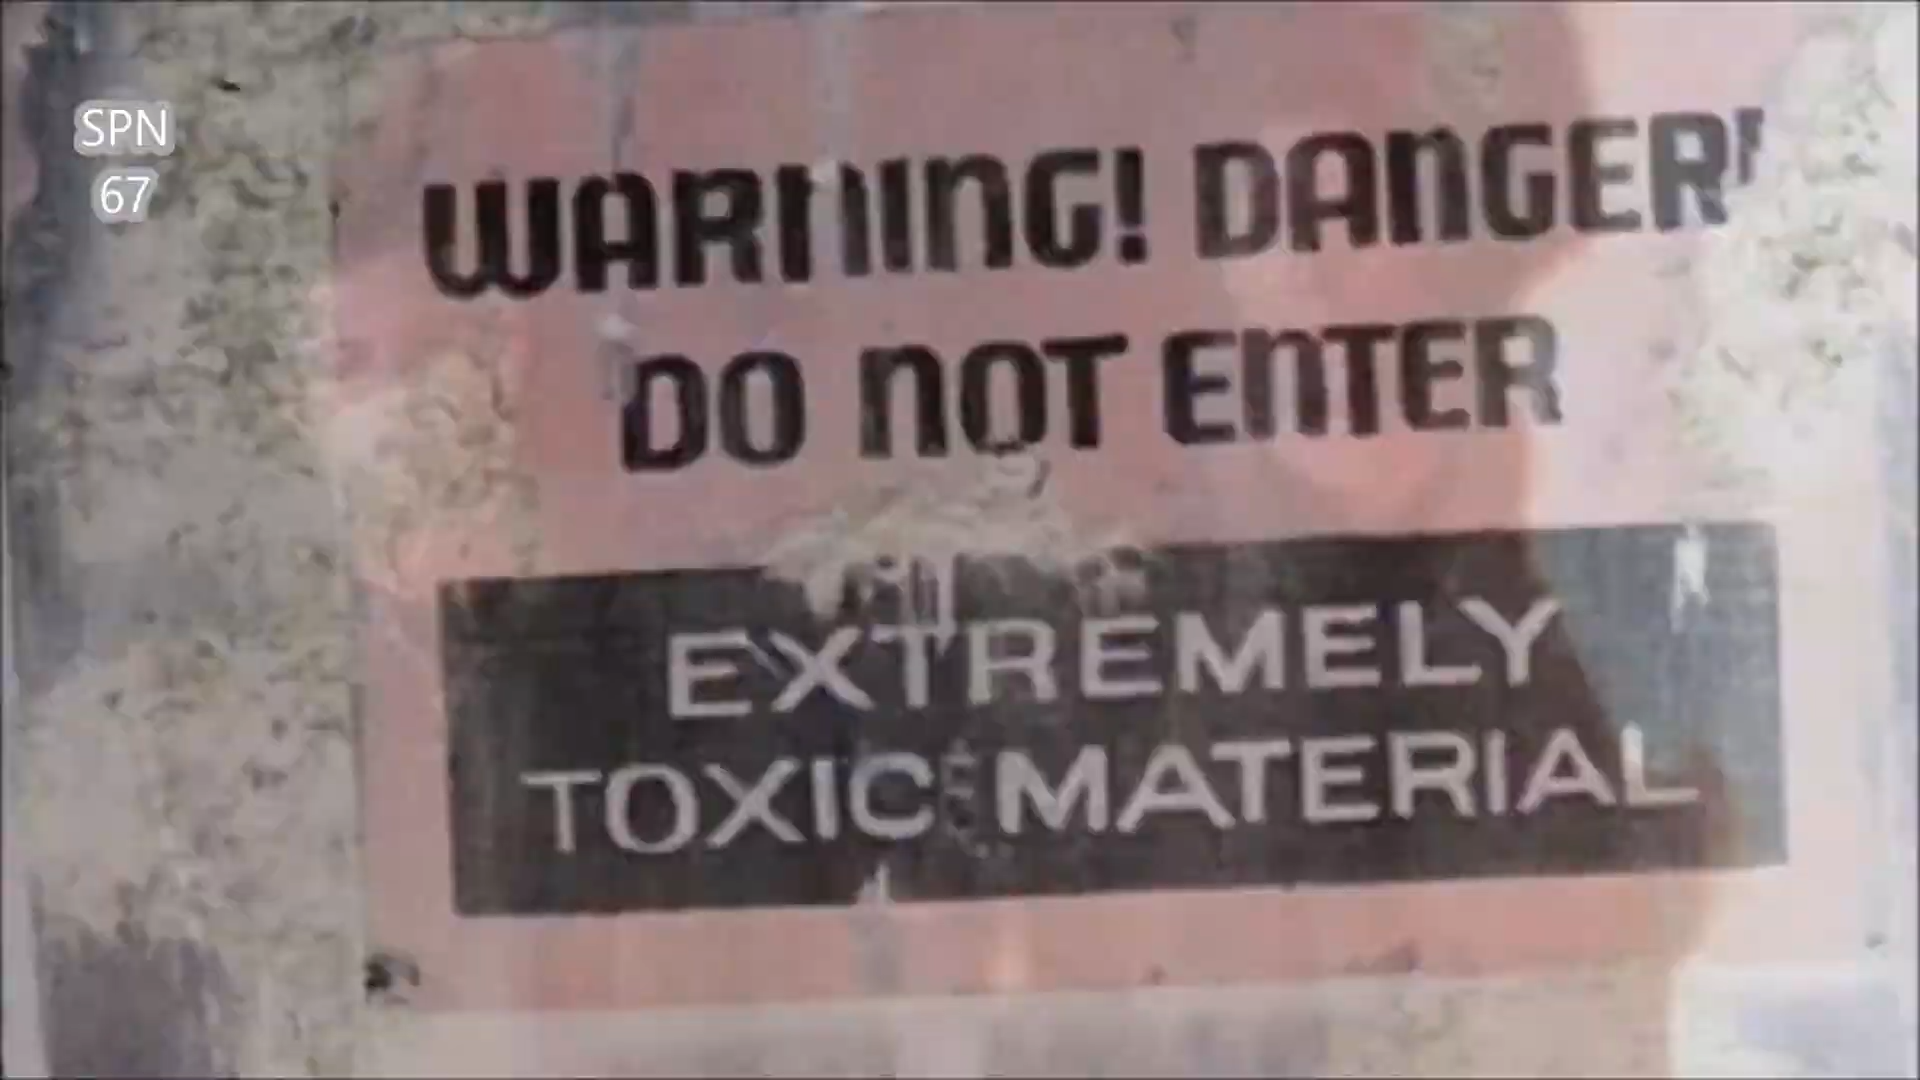 SPN
67
WARNING! DANGER!
DO NOT ENTER
EXTREMELY
TOXIC MATERIAL